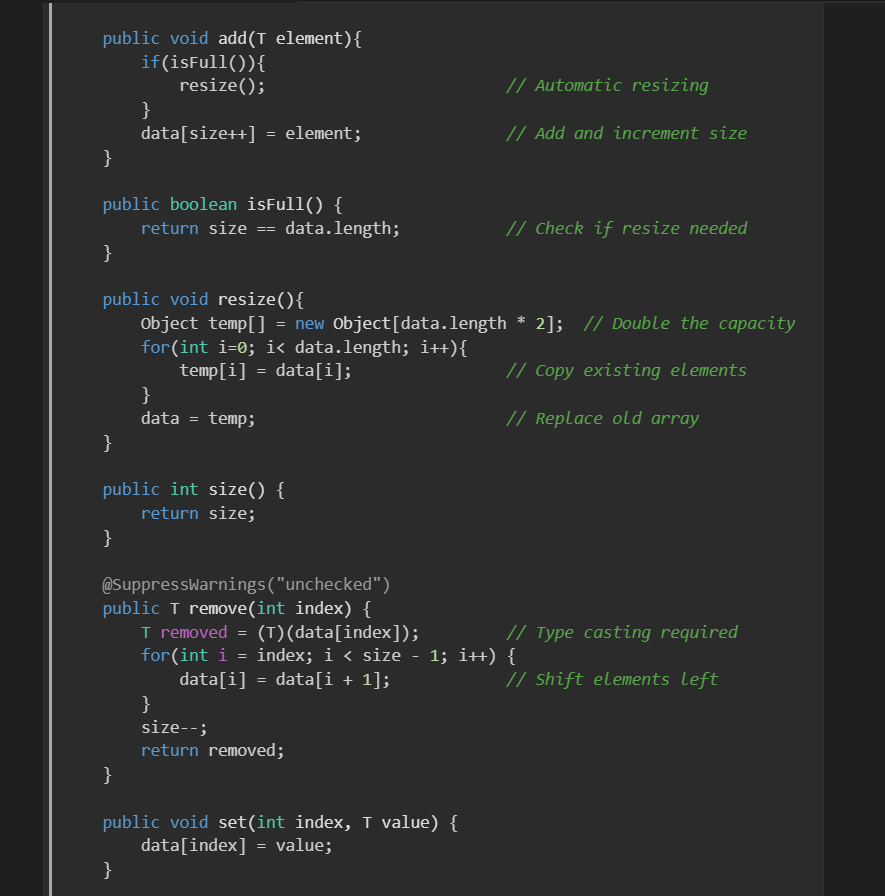 public void add(T element){
if(isFull()){
resize(); // Automatic resizing
}
data[size++] = element; // Add and increment size
}
public boolean isFull() {
return size == data.length; // Check if resize needed
}
public void resize(){
Object temp[] = new Object[data.length * 2]; // Double the capacity
for(int i=0; i< data.length; i++){
temp[i] = data[i]; // Copy existing elements
}
data = temp; // Replace old array
}
public int size() {
return size;
}
@SuppressWarnings("unchecked")
public T remove(int index) {
T removed = (T)(data[index]); // Type casting required
for(int i = index; i < size - 1; i++) {
data[i] = data[i + 1]; // Shift elements left
}
size--;
return removed;
}
public void set(int index, T value) {
data[index] = value;
}